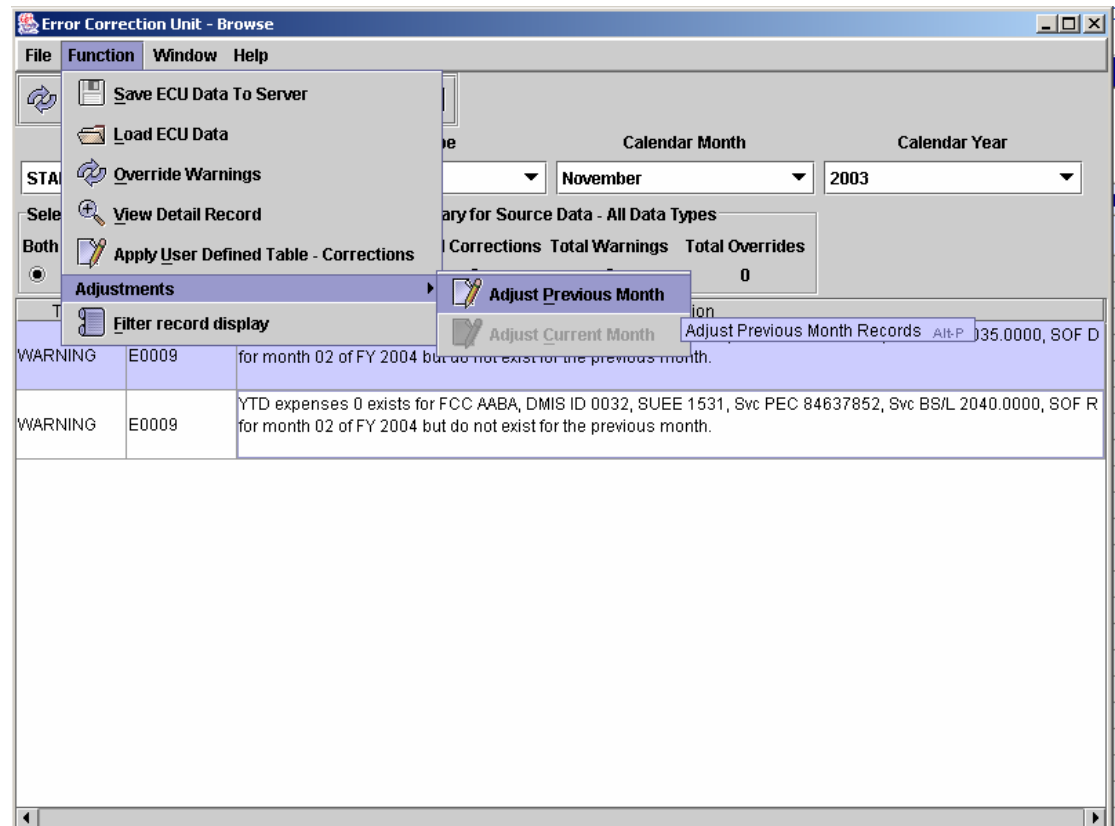 Error Correction Unit - Browse
File Function Window Help
Save ECU Data To Server
Load ECU Data
Calendar Month Calendar Year
Override Warnings
November 2003
View Detail Record
for Source Data - All Data Types
Both
Apply User Defined Table - Corrections
Corrections Total Warnings Total Overrides
0
Adjustments
Adjust Previous Month
Filter record display
Adjust Current Month
Adjust Previous Month Records Alt-P
035.0000, SOF D
WARNING E0009 for month 02 of FY 2004 but do not exist for the previous month.
YTD expenses 0 exists for FCC AABA, DMIS ID 0032, SUEE 1531, Svc PEC 84637852, Svc BS/L 2040.0000, SOF R
WARNING E0009 for month 02 of FY 2004 but do not exist for the previous month.